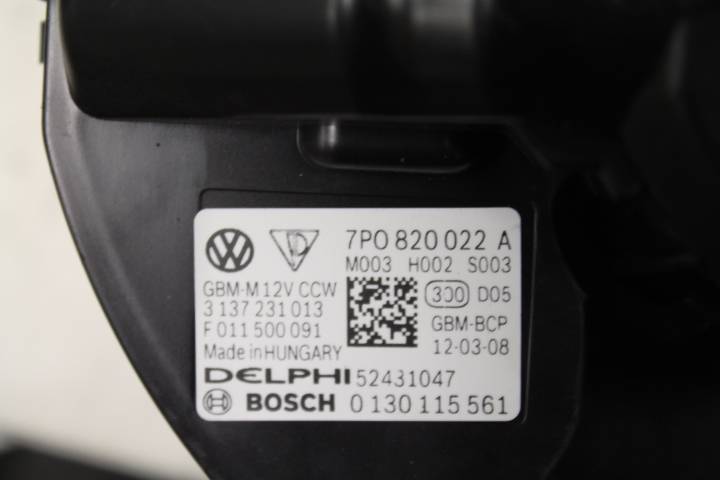 VW D 7P0 820 022 A
M003 H002 S003
GBM-M 12V CCW 300 D05
3 137 231 013
F 011 500 091 GBM-BCP
Made in HUNGARY 12-03-08
DELPHI 52431047
BOSCH 0 130 115 561